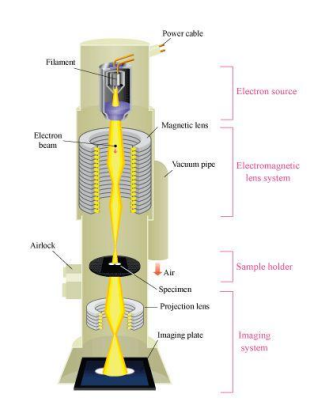 Power cable
Filament
Electron source
Magnetic lens
Electron
beam
Electromagnetic
lens system
Vacuum pipe
Airlock
Air
Sample holder
Specimen
Projection lens
Imaging plate
Imaging
system